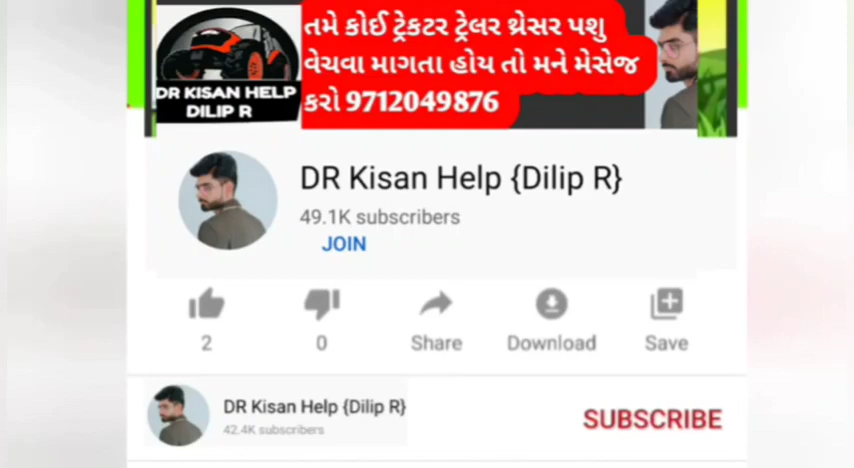 તમે કોઈ ટ્રેકટર ટ્રેલર થ્રેસર પશુ
વેચવા માગતા હોય તો મને મેસેજ
કરો 9712049876
DR KISAN HELP
DILIP R
DR Kisan Help {Dilip R}
49.1K subscribers
JOIN
2
0
Share
Download
Save
DR Kisan Help {Dilip R}
42.4K subscribers
SUBSCRIBE